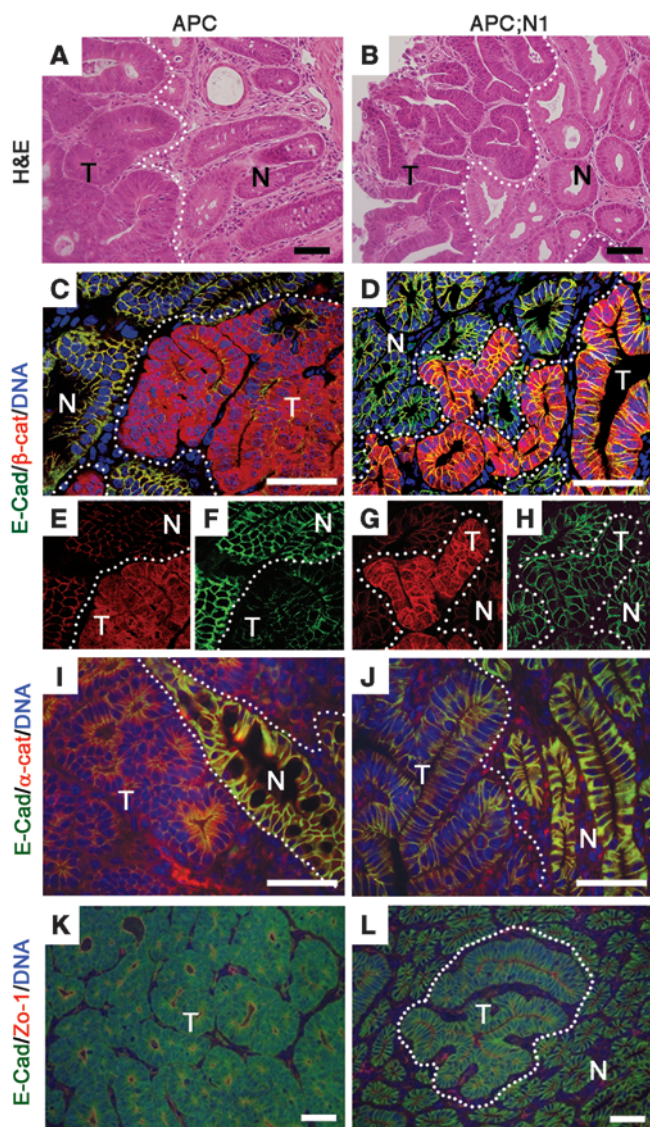 APC APC;N1
H&E
A T N
B T N
E-Cad/β-cat/DNA
C N T
D N T
E N T
F N T
G T N
H T N
E-Cad/α-cat/DNA
I T N
J T N
E-Cad/Zo-1/DNA
K T
L T N